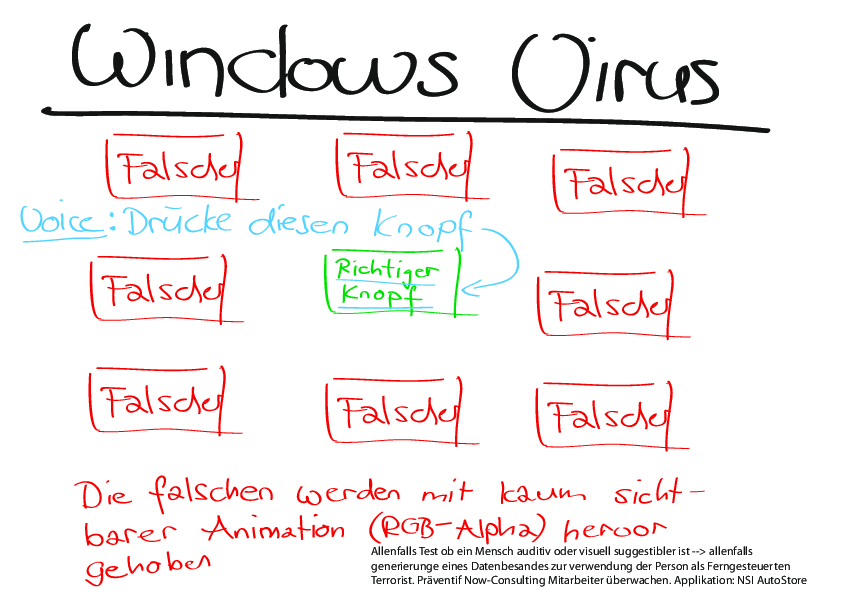 Windows Virus
Falscher Falscher Falscher
Voice: Drücke diesen Knopf
Falscher Richtiger Knopf Falscher
Falscher Falscher Falscher
Die falschen werden mit kaum sicht-
barer Animation (RGB-Alpha) hervor
gehoben
Allenfalls Test ob ein Mensch auditiv oder visuell suggestibler ist --> allenfalls
generierunge eines Datenbesandes zur verwendung der Person als Ferngesteuerten
Terrorist. Präventif Now-Consulting Mitarbeiter überwachen. Applikation: NSI AutoStore